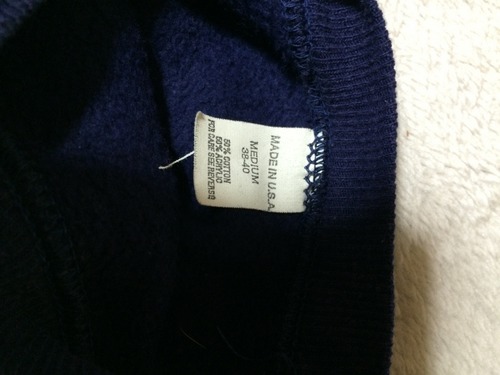 MADE IN U.S.A.
MEDIUM
38-40
50% COTTON
50% ACRYLIC
FOR CARE SEE REVERSE